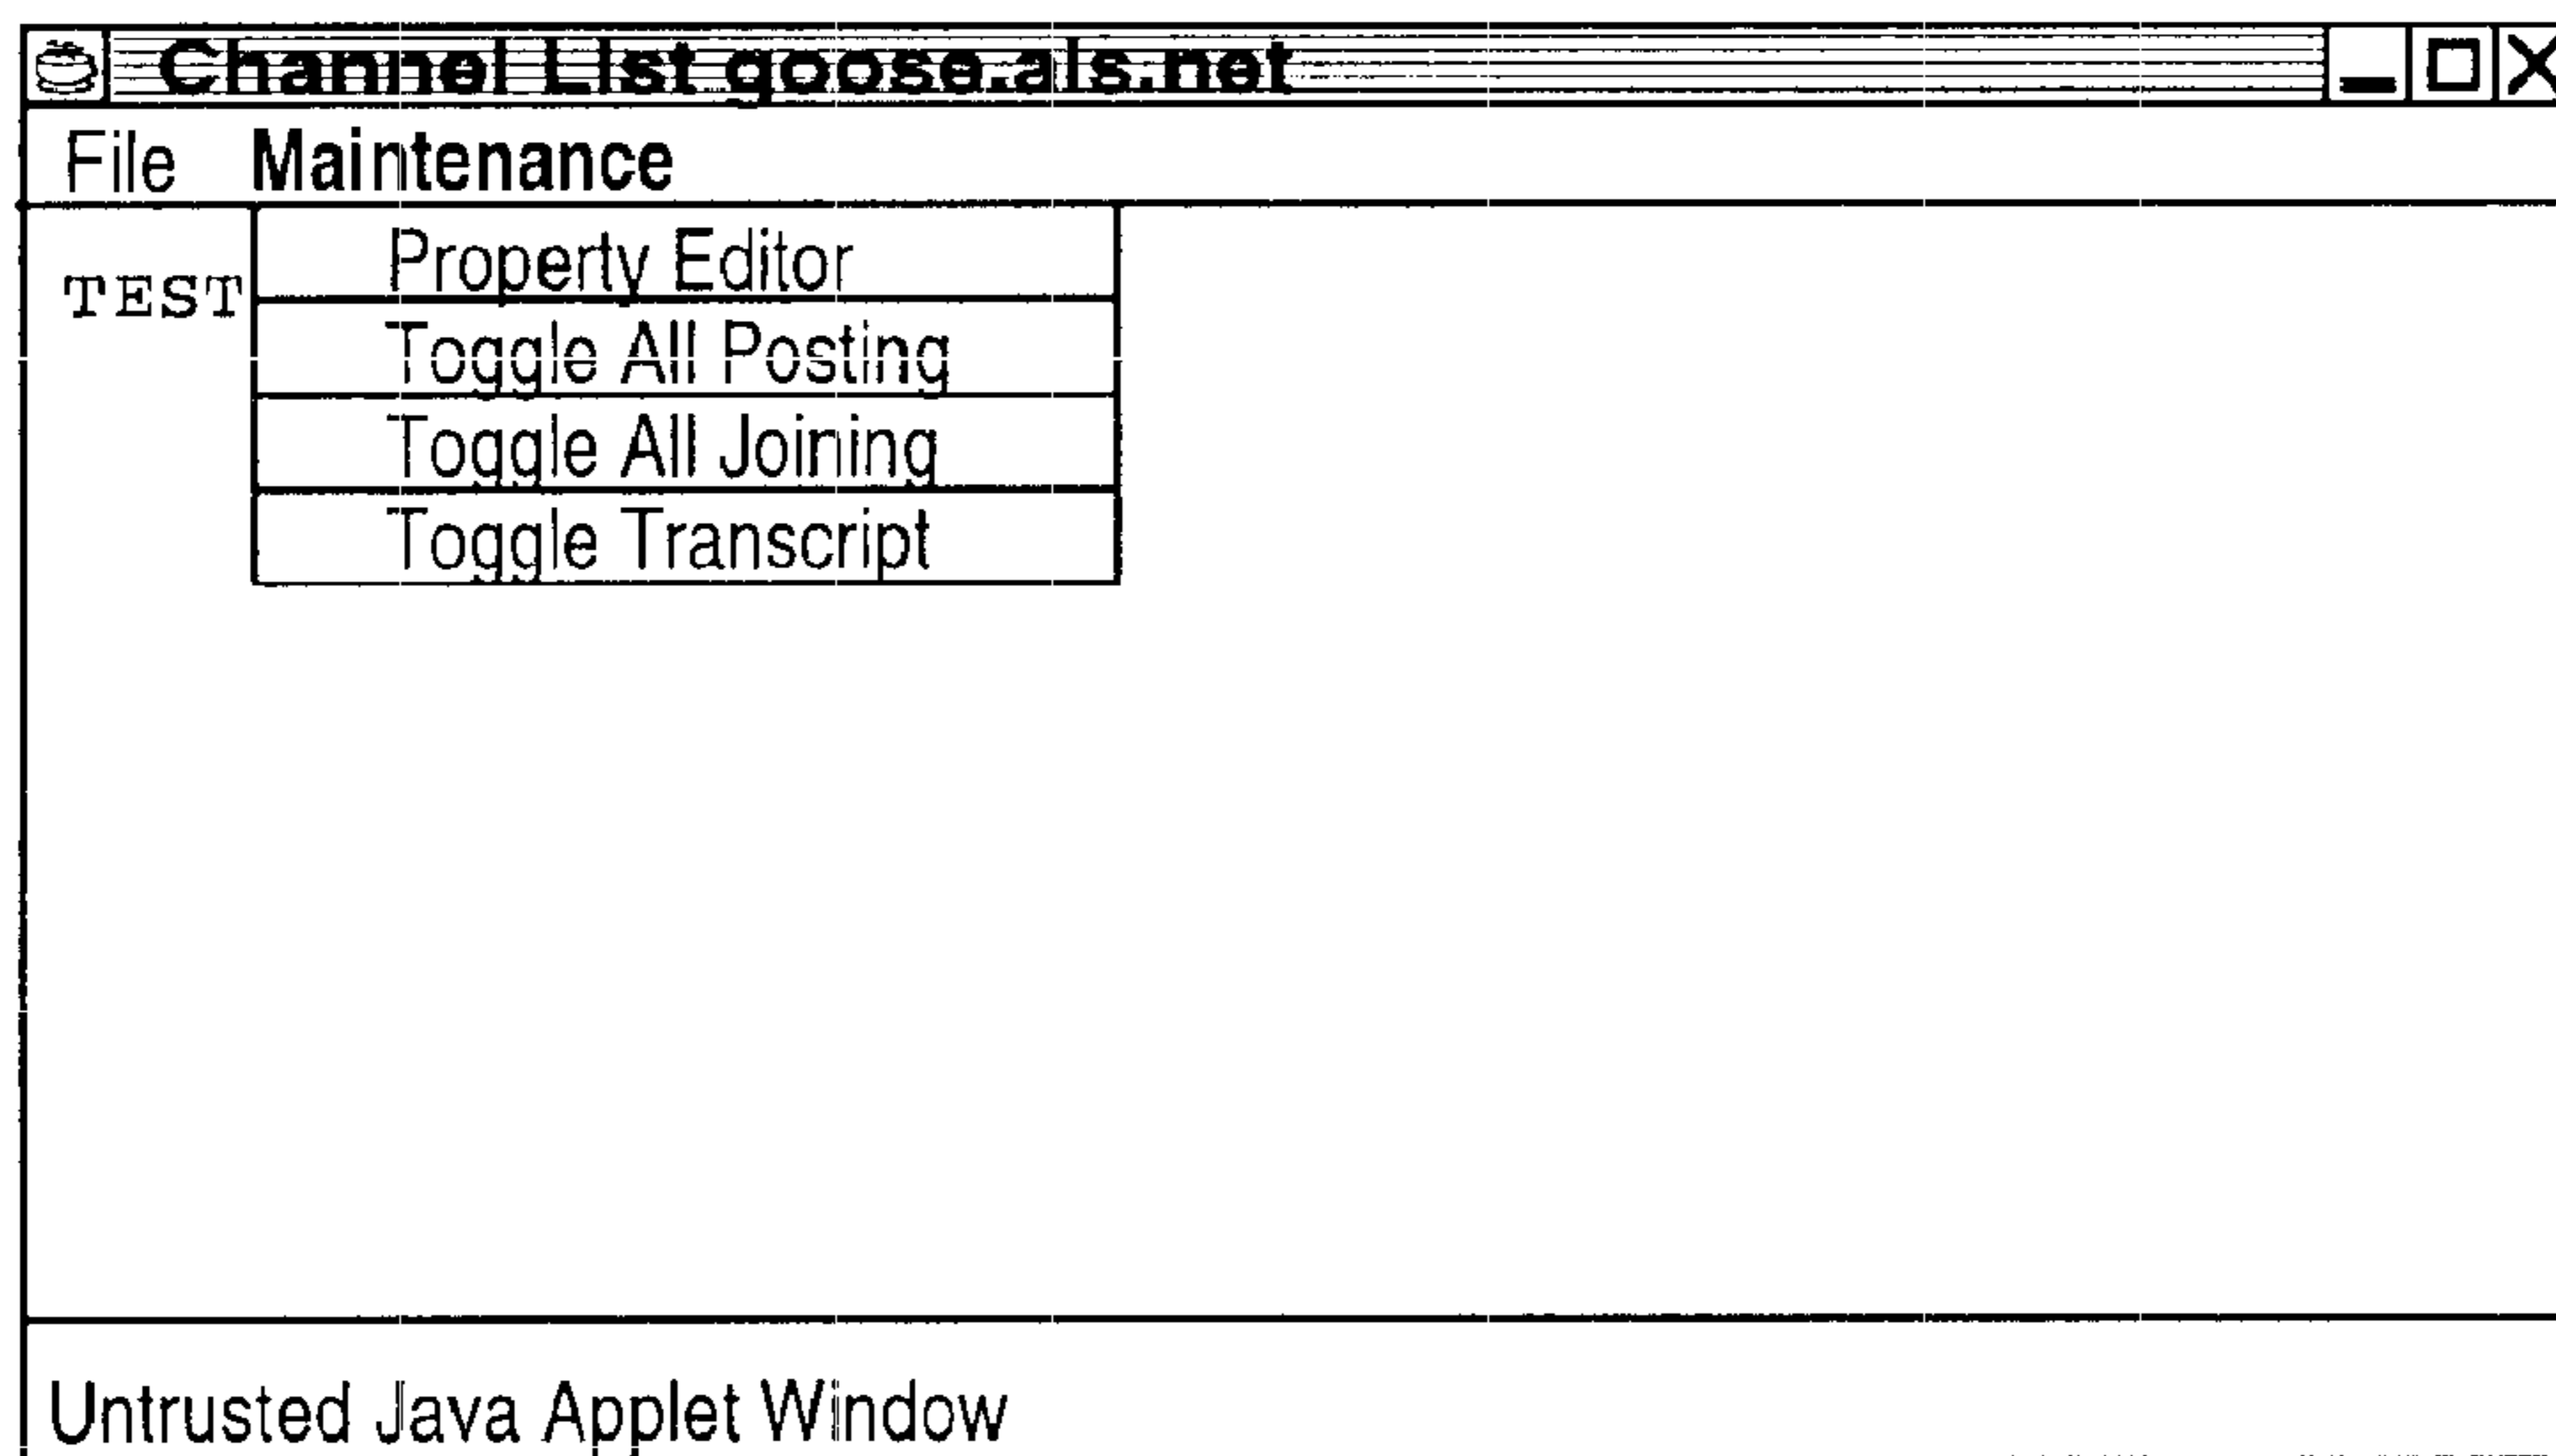 Channel List goose.als.net
File Maintenance
Property Editor
TEST
Toggle All Posting
Toggle All Joining
Toggle Transcript
Untrusted Java Applet Window